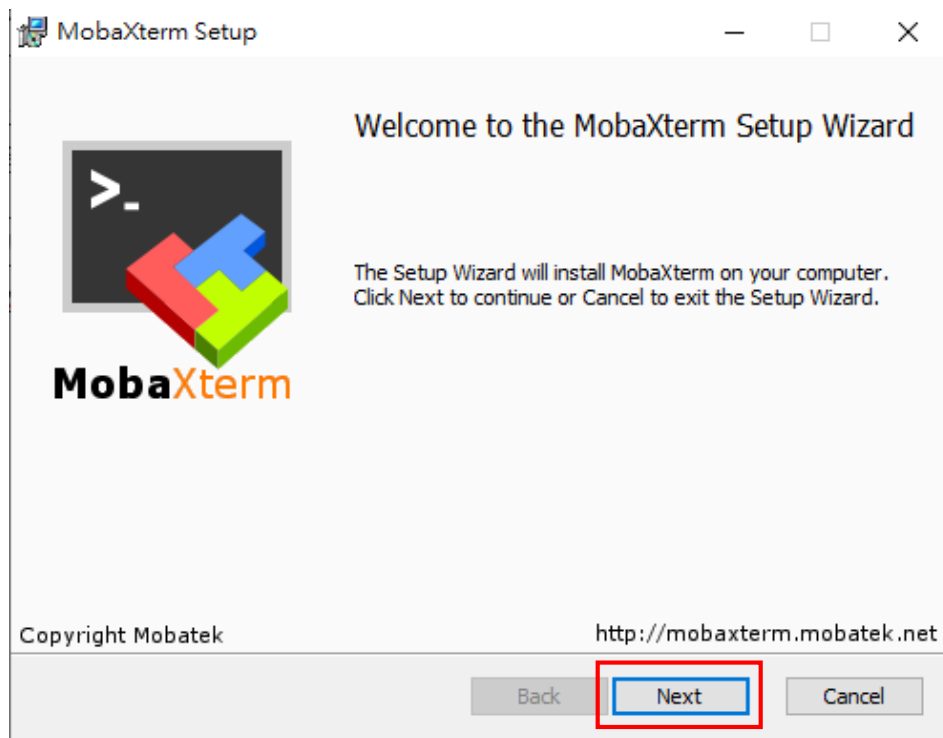 MobaXterm Setup
Welcome to the MobaXterm Setup Wizard
>_
The Setup Wizard will install MobaXterm on your computer.
Click Next to continue or Cancel to exit the Setup Wizard.
MobaXterm
Copyright Mobatek
http://mobaxterm.mobatek.net
Back
Next
Cancel